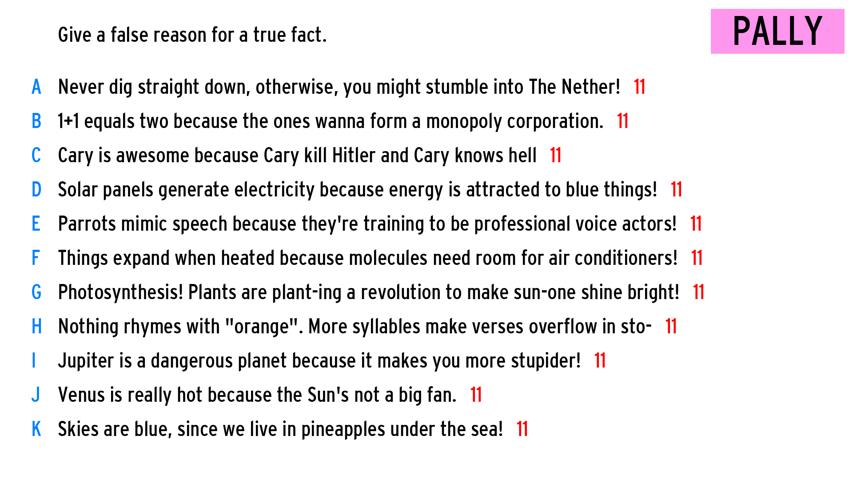 Give a false reason for a true fact.
PALLY
A Never dig straight down, otherwise, you might stumble into The Nether! 11
B 1+1 equals two because the ones wanna form a monopoly corporation. 11
C Cary is awesome because Cary kill Hitler and Cary knows hell 11
D Solar panels generate electricity because energy is attracted to blue things! 11
E Parrots mimic speech because they're training to be professional voice actors! 11
F Things expand when heated because molecules need room for air conditioners! 11
G Photosynthesis! Plants are plant-ing a revolution to make sun-one shine bright! 11
H Nothing rhymes with "orange". More syllables make verses overflow in sto- 11
I Jupiter is a dangerous planet because it makes you more stupider! 11
J Venus is really hot because the Sun's not a big fan. 11
K Skies are blue, since we live in pineapples under the sea! 11